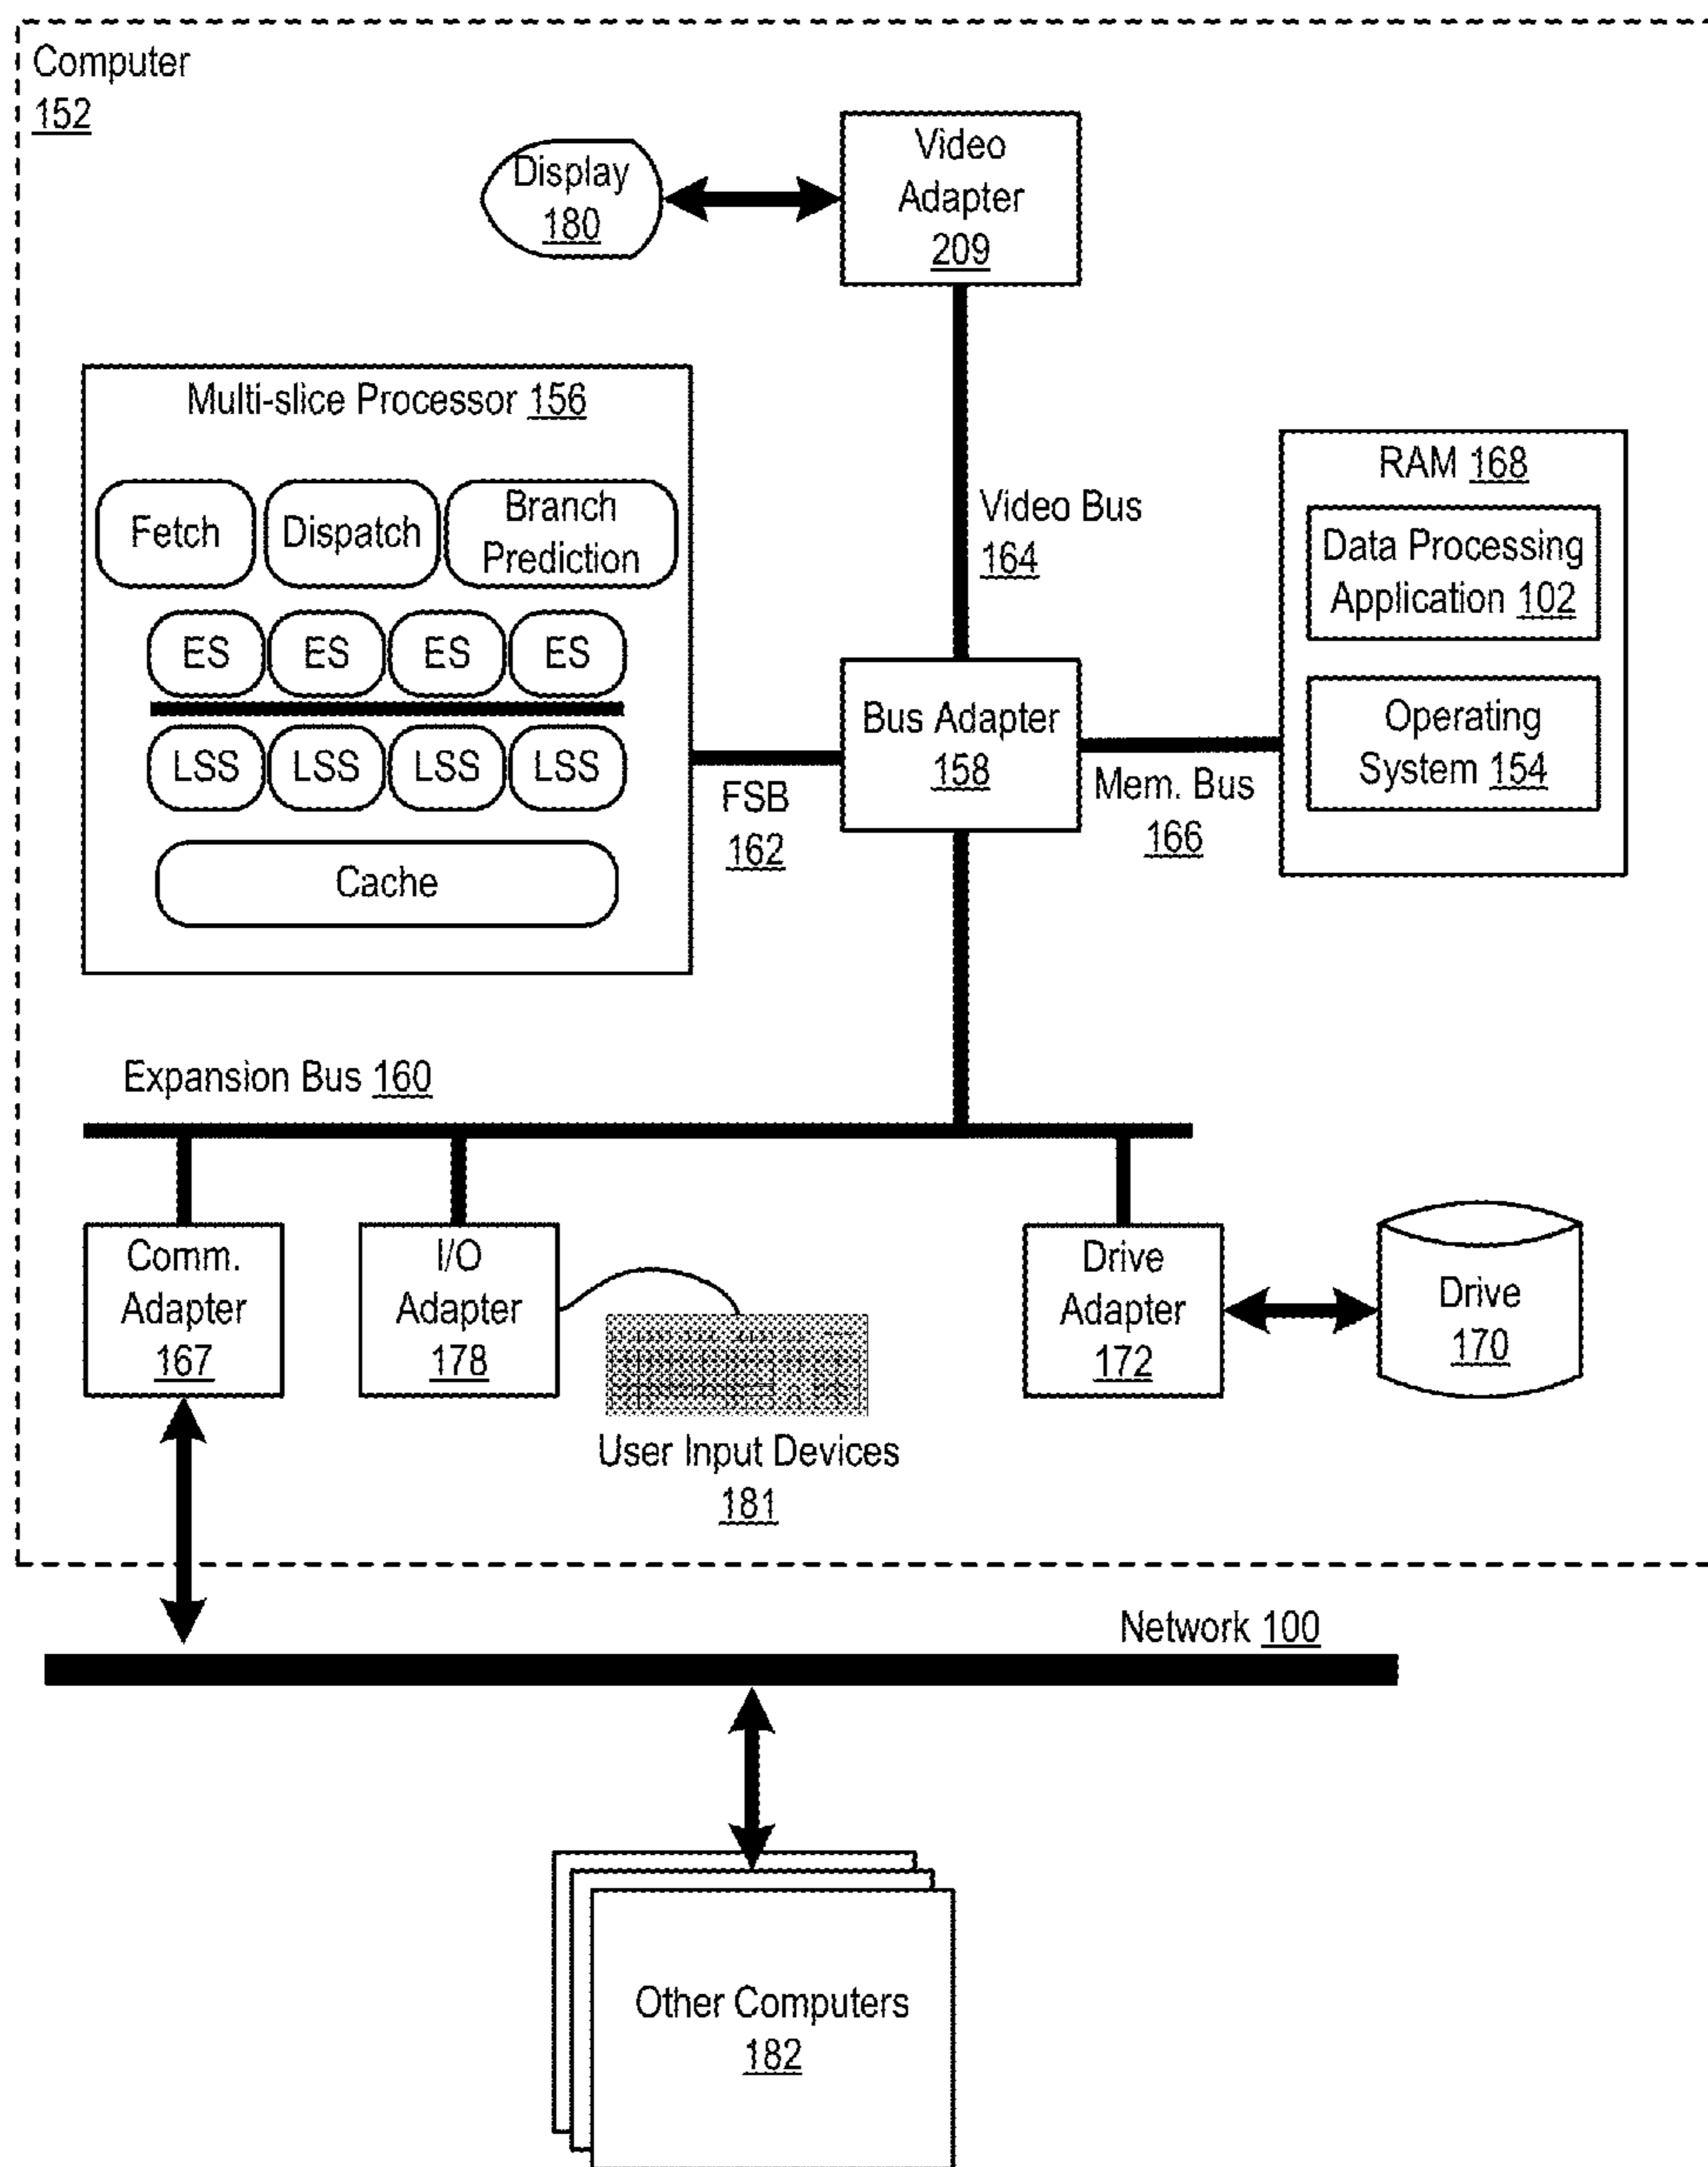 Computer
152
Display
180
Video
Adapter
209
Multi-slice Processor 156
Fetch
Dispatch
Branch
Prediction
ES
ES
ES
ES
LSS
LSS
LSS
LSS
Cache
Video Bus
164
RAM 168
Data Processing
Application 102
Operating
System 154
Bus Adapter
158
FSB
162
Mem. Bus
166
Expansion Bus 160
Comm.
Adapter
167
I/O
Adapter
178
User Input Devices
181
Drive
Adapter
172
Drive
170
Network 100
Other Computers
182